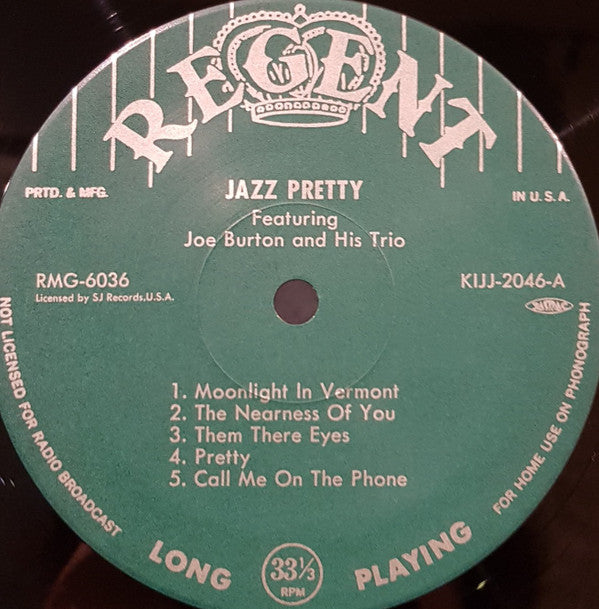 REGENT
PRTD. & MFG.
JAZZ PRETTY
IN U.S.A.
Featuring
Joe Burton and His Trio
RMG-6036
KIJJ-2046-A
Licensed by SJ Records,U.S.A.
1. Moonlight In Vermont
2. The Nearness Of You
3. Them There Eyes
4. Pretty
5. Call Me On The Phone
NOT LICENSED FOR RADIO BROADCAST
FOR HOME USE ON PHONOGRAPH
LONG
33⅓
RPM
PLAYING